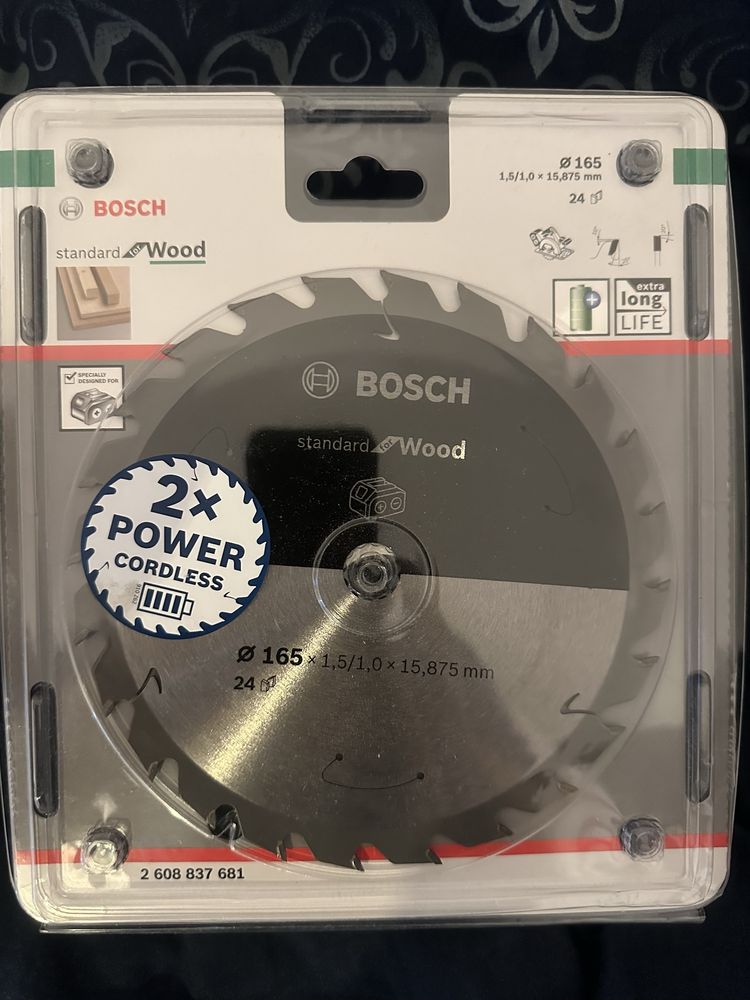 Ø 165
1,5/1,0 × 15,875 mm
24
BOSCH
standard for Wood
extra
long
LIFE
SPECIALLY
DESIGNED FOR
BOSCH
standard for Wood
2×
POWER
CORDLESS
Ø 165 × 1,5/1,0 × 15,875 mm
24
2 608 837 681